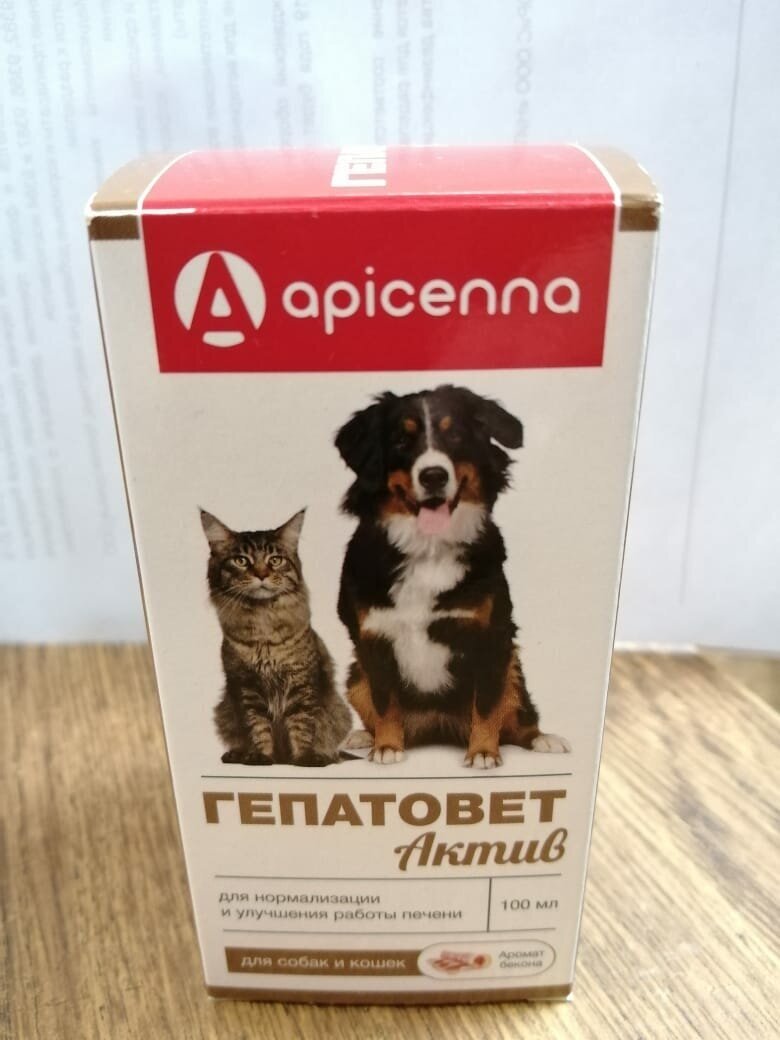 apicenna
ГЕПАТОВЕТ
Актив
для нормализации
и улучшения работы печени
100 мл
для собак и кошек
Аромат
бекона